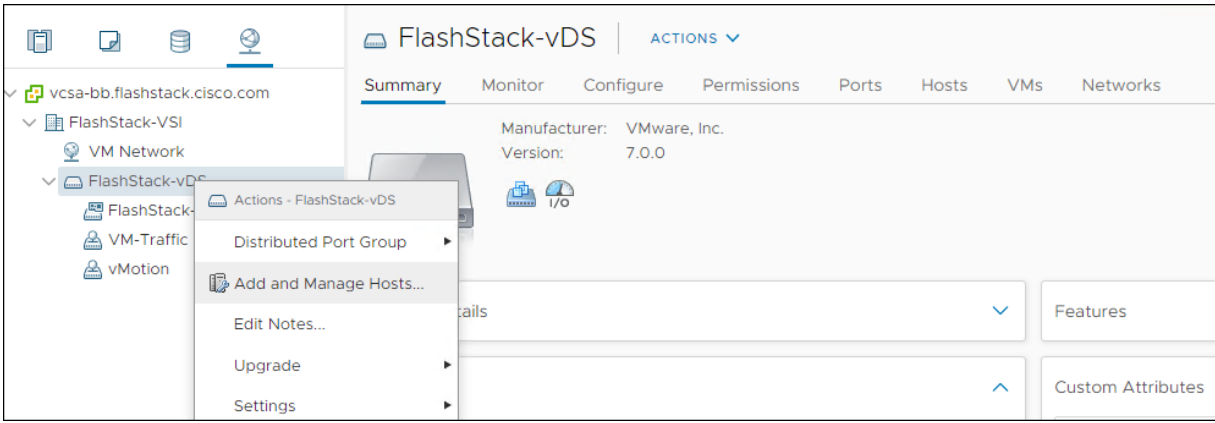 FlashStack-vDS
ACTIONS
Summary Monitor Configure Permissions Ports Hosts VMs Networks
vcsa-bb.flashstack.cisco.com
FlashStack-VSI
VM Network
FlashStack-vDS
FlashStack-
VM-Traffic
vMotion
Manufacturer: VMware, Inc.
Version: 7.0.0
I/O
Actions - FlashStack-vDS
Distributed Port Group
Add and Manage Hosts...
Edit Notes...
Upgrade
Settings
tails
Features
Custom Attributes